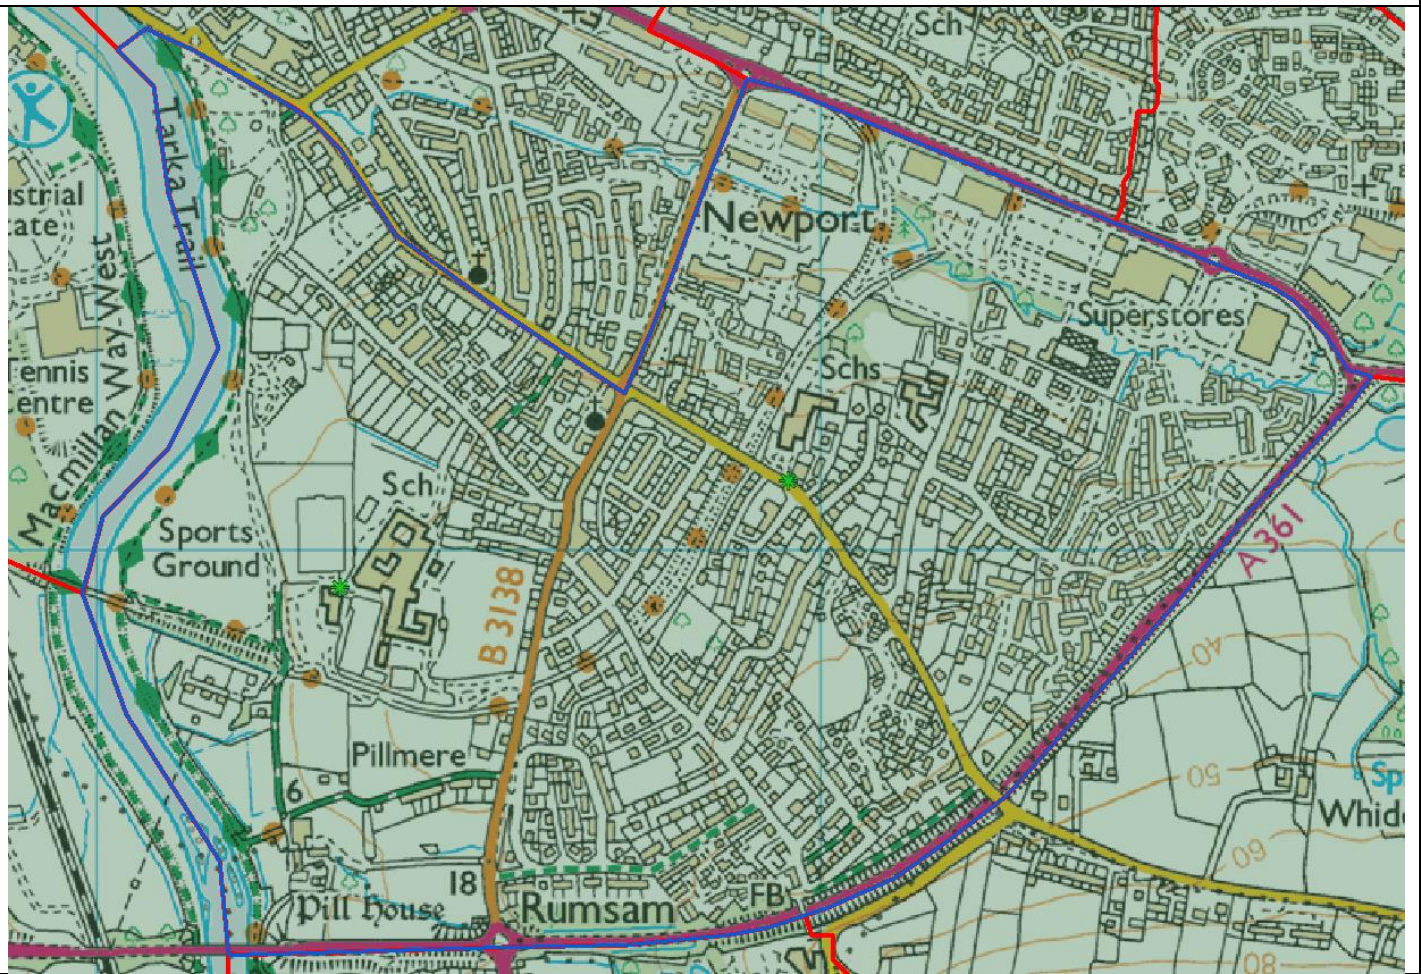 Sch
Tarka Trail
ustrial
ate
Newport
Macmillan Way West
Superstores
Tennis
Centre
Schs
Sch
Sports
Ground
A 361
B 3138
40
Pillmere
50
6
Whid
60
18
FB
Pill House
Rumsam
80